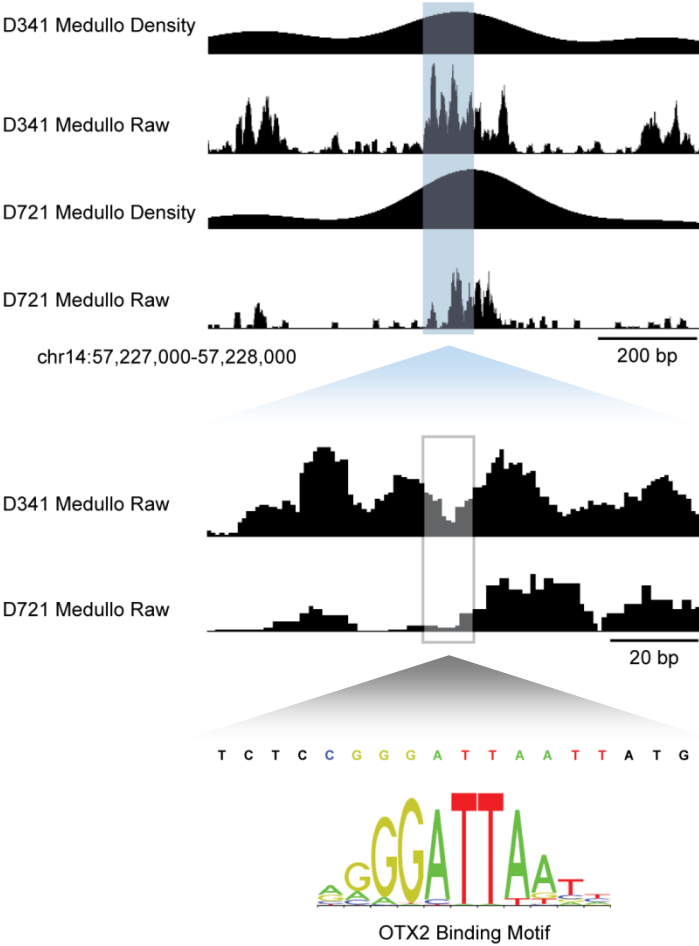 D341 Medullo Density
D341 Medullo Raw
D721 Medullo Density
D721 Medullo Raw
chr14:57,227,000-57,228,000
200 bp
D341 Medullo Raw
D721 Medullo Raw
20 bp
T C T C C G G G A T T A A T T A T G
GGGATTAAT
OTX2 Binding Motif